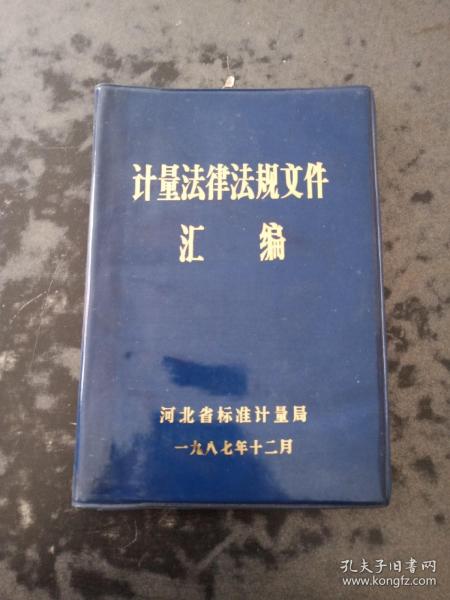 计量法律法规文件
汇编
河北省标准计量局
一九八七年十二月
孔夫子旧书网
www.kongfz.com